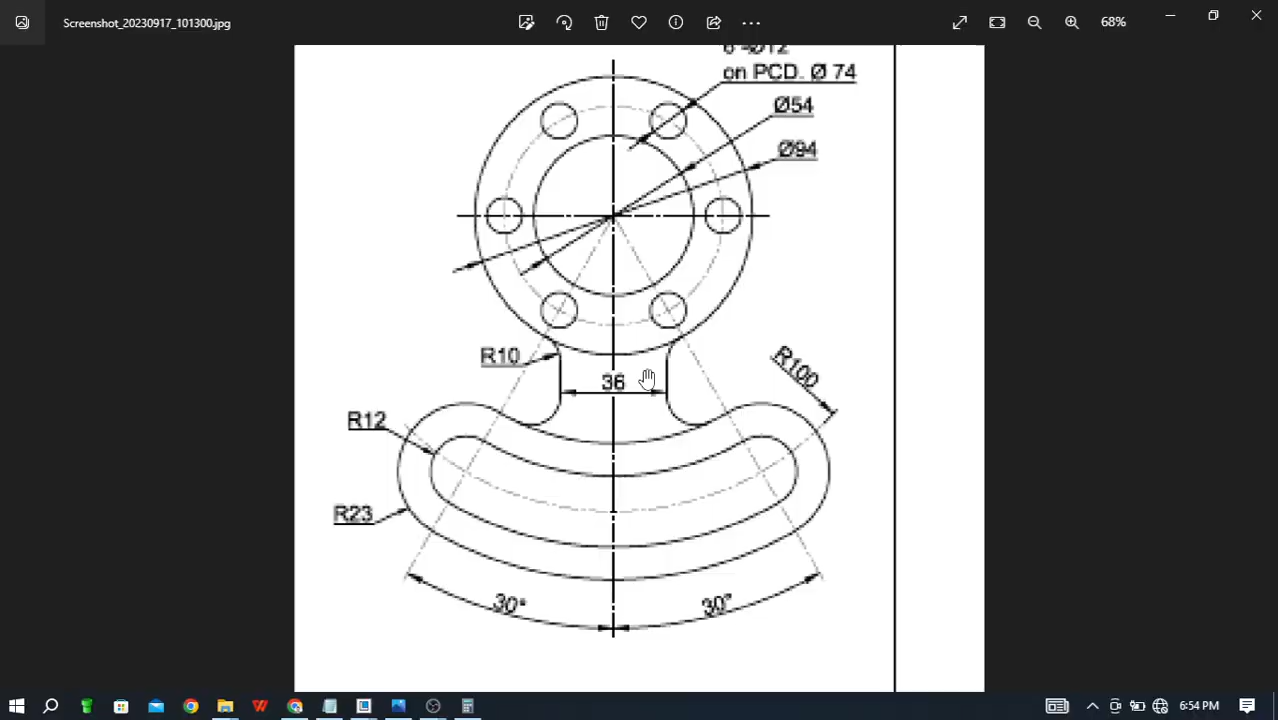 Screenshot_20230917_101300.jpg
68%
6 -Ø12
on PCD. Ø 74
Ø54
Ø94
R10
36
R100
R12
R23
30°
30°
6:54 PM